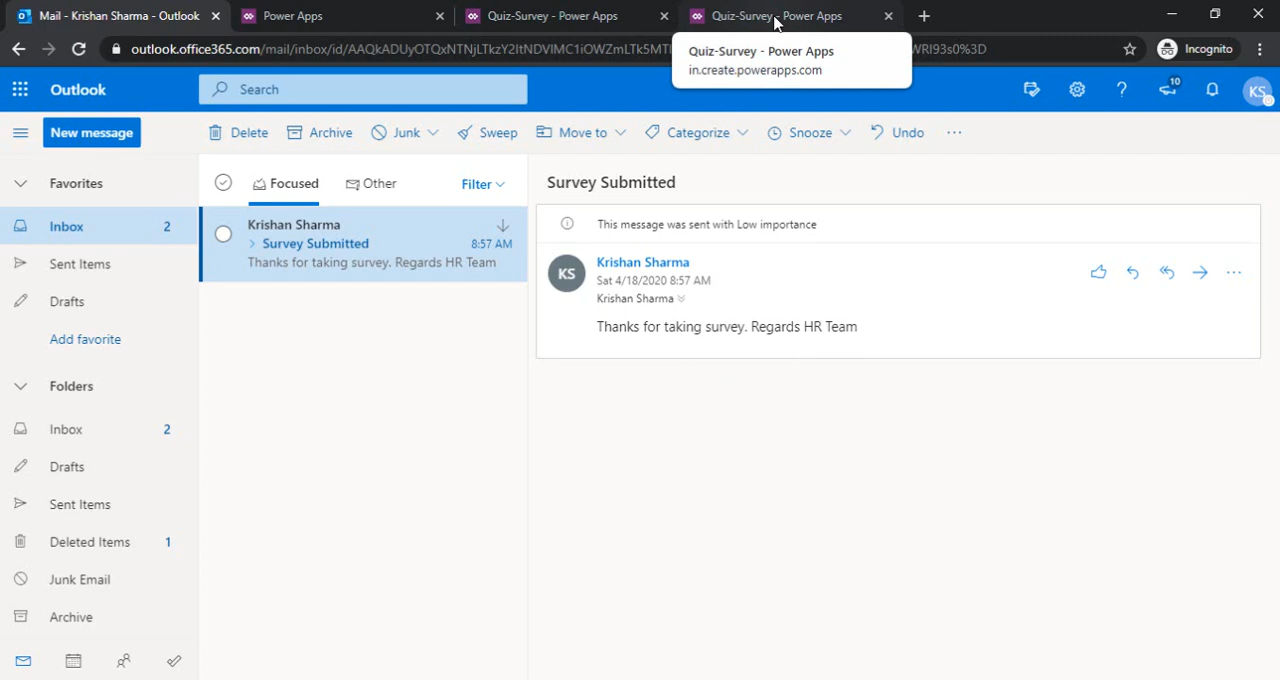 Mail - Krishan Sharma - Outlook
Power Apps
Quiz-Survey - Power Apps
Quiz-Survey - Power Apps
Quiz-Survey - Power Apps
in.create.powerapps.com
Incognito
Outlook
Search
10
KS
New message
Delete
Archive
Junk
Sweep
Move to
Categorize
Snooze
Undo
Favorites
Inbox 2
Sent Items
Drafts
Add favorite
Folders
Inbox 2
Drafts
Sent Items
Deleted Items 1
Junk Email
Archive
Focused
Other
Filter
Krishan Sharma
Survey Submitted 8:57 AM
Thanks for taking survey. Regards HR Team
Survey Submitted
This message was sent with Low importance
KS
Krishan Sharma
Sat 4/18/2020 8:57 AM
Krishan Sharma
Thanks for taking survey. Regards HR Team